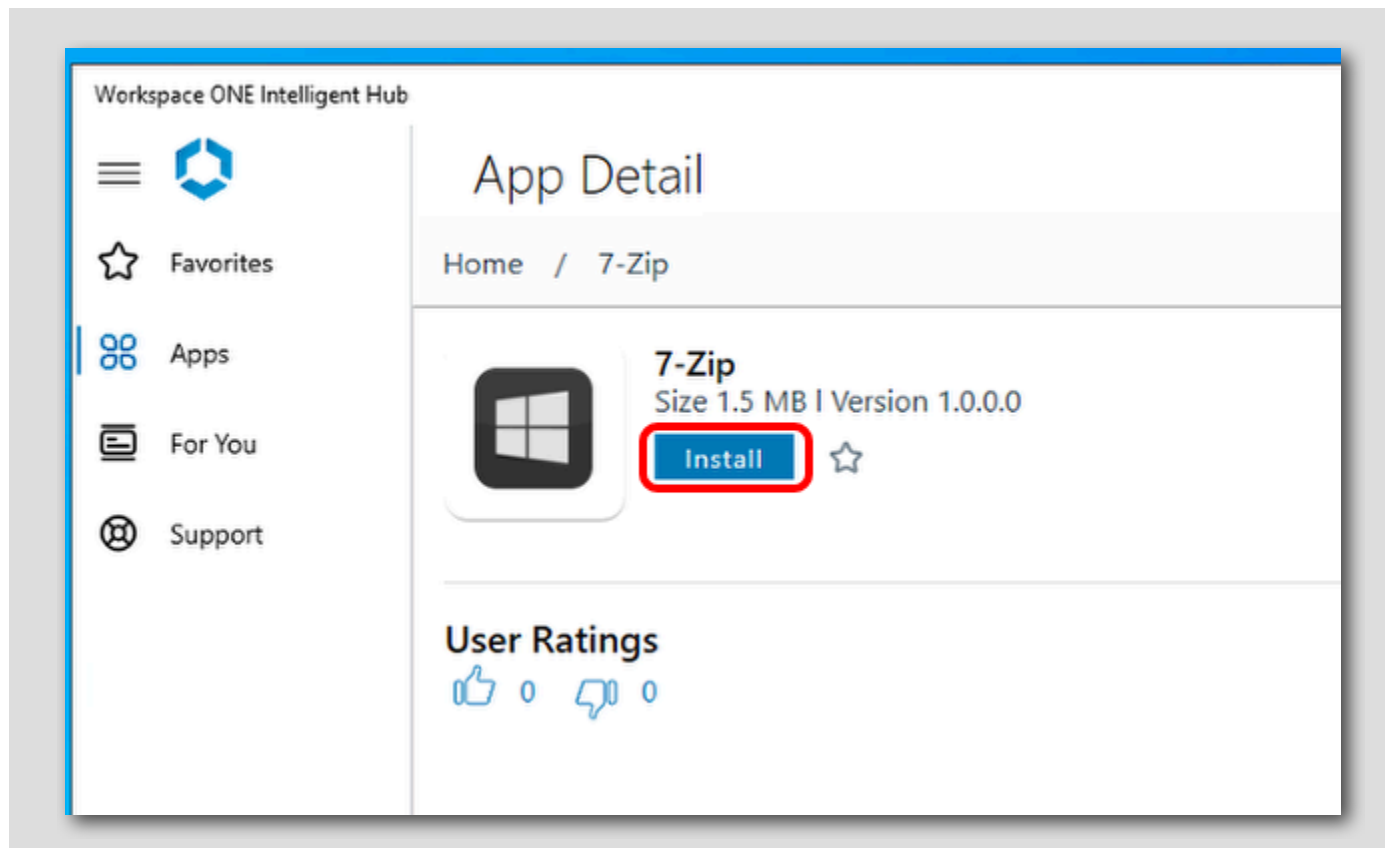 Workspace ONE Intelligent Hub
App Detail
Favorites
Home / 7-Zip
Apps
7-Zip
Size 1.5 MB l Version 1.0.0.0
For You
Install
Support
User Ratings
0 0